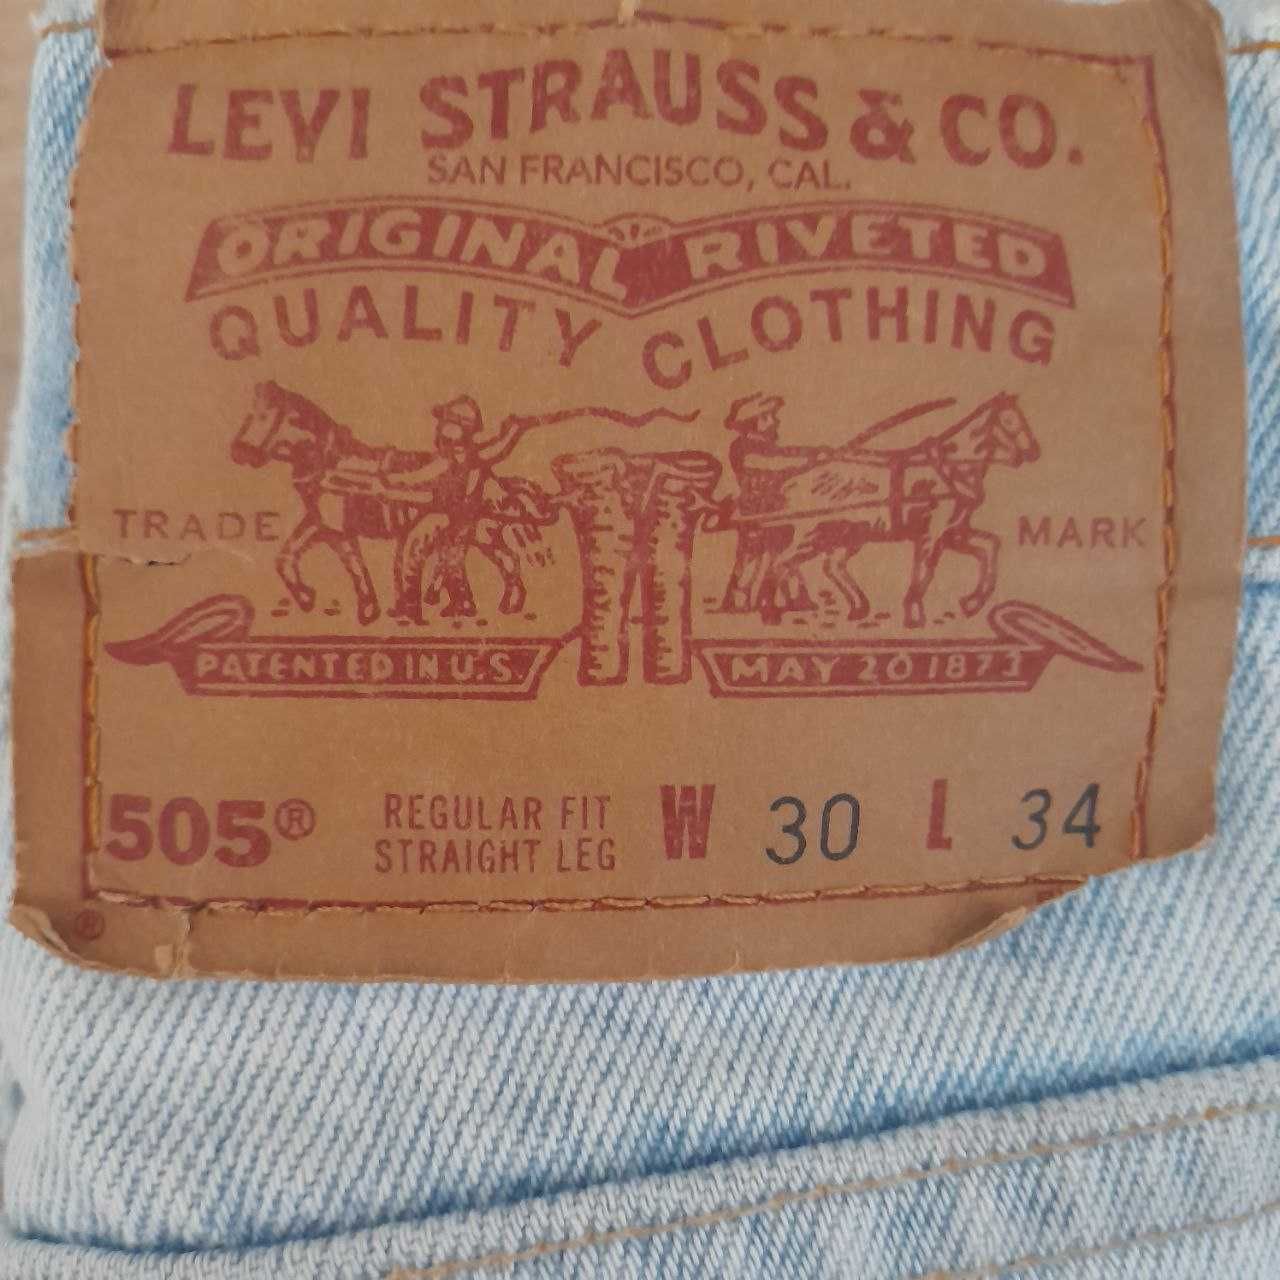 LEVI STRAUSS & CO.
SAN FRANCISCO, CAL.
ORIGINAL RIVETED
QUALITY CLOTHING
TRADE MARK
PATENTED IN U.S. MAY 20 1873
505® REGULAR FIT W 30 L 34
STRAIGHT LEG
®